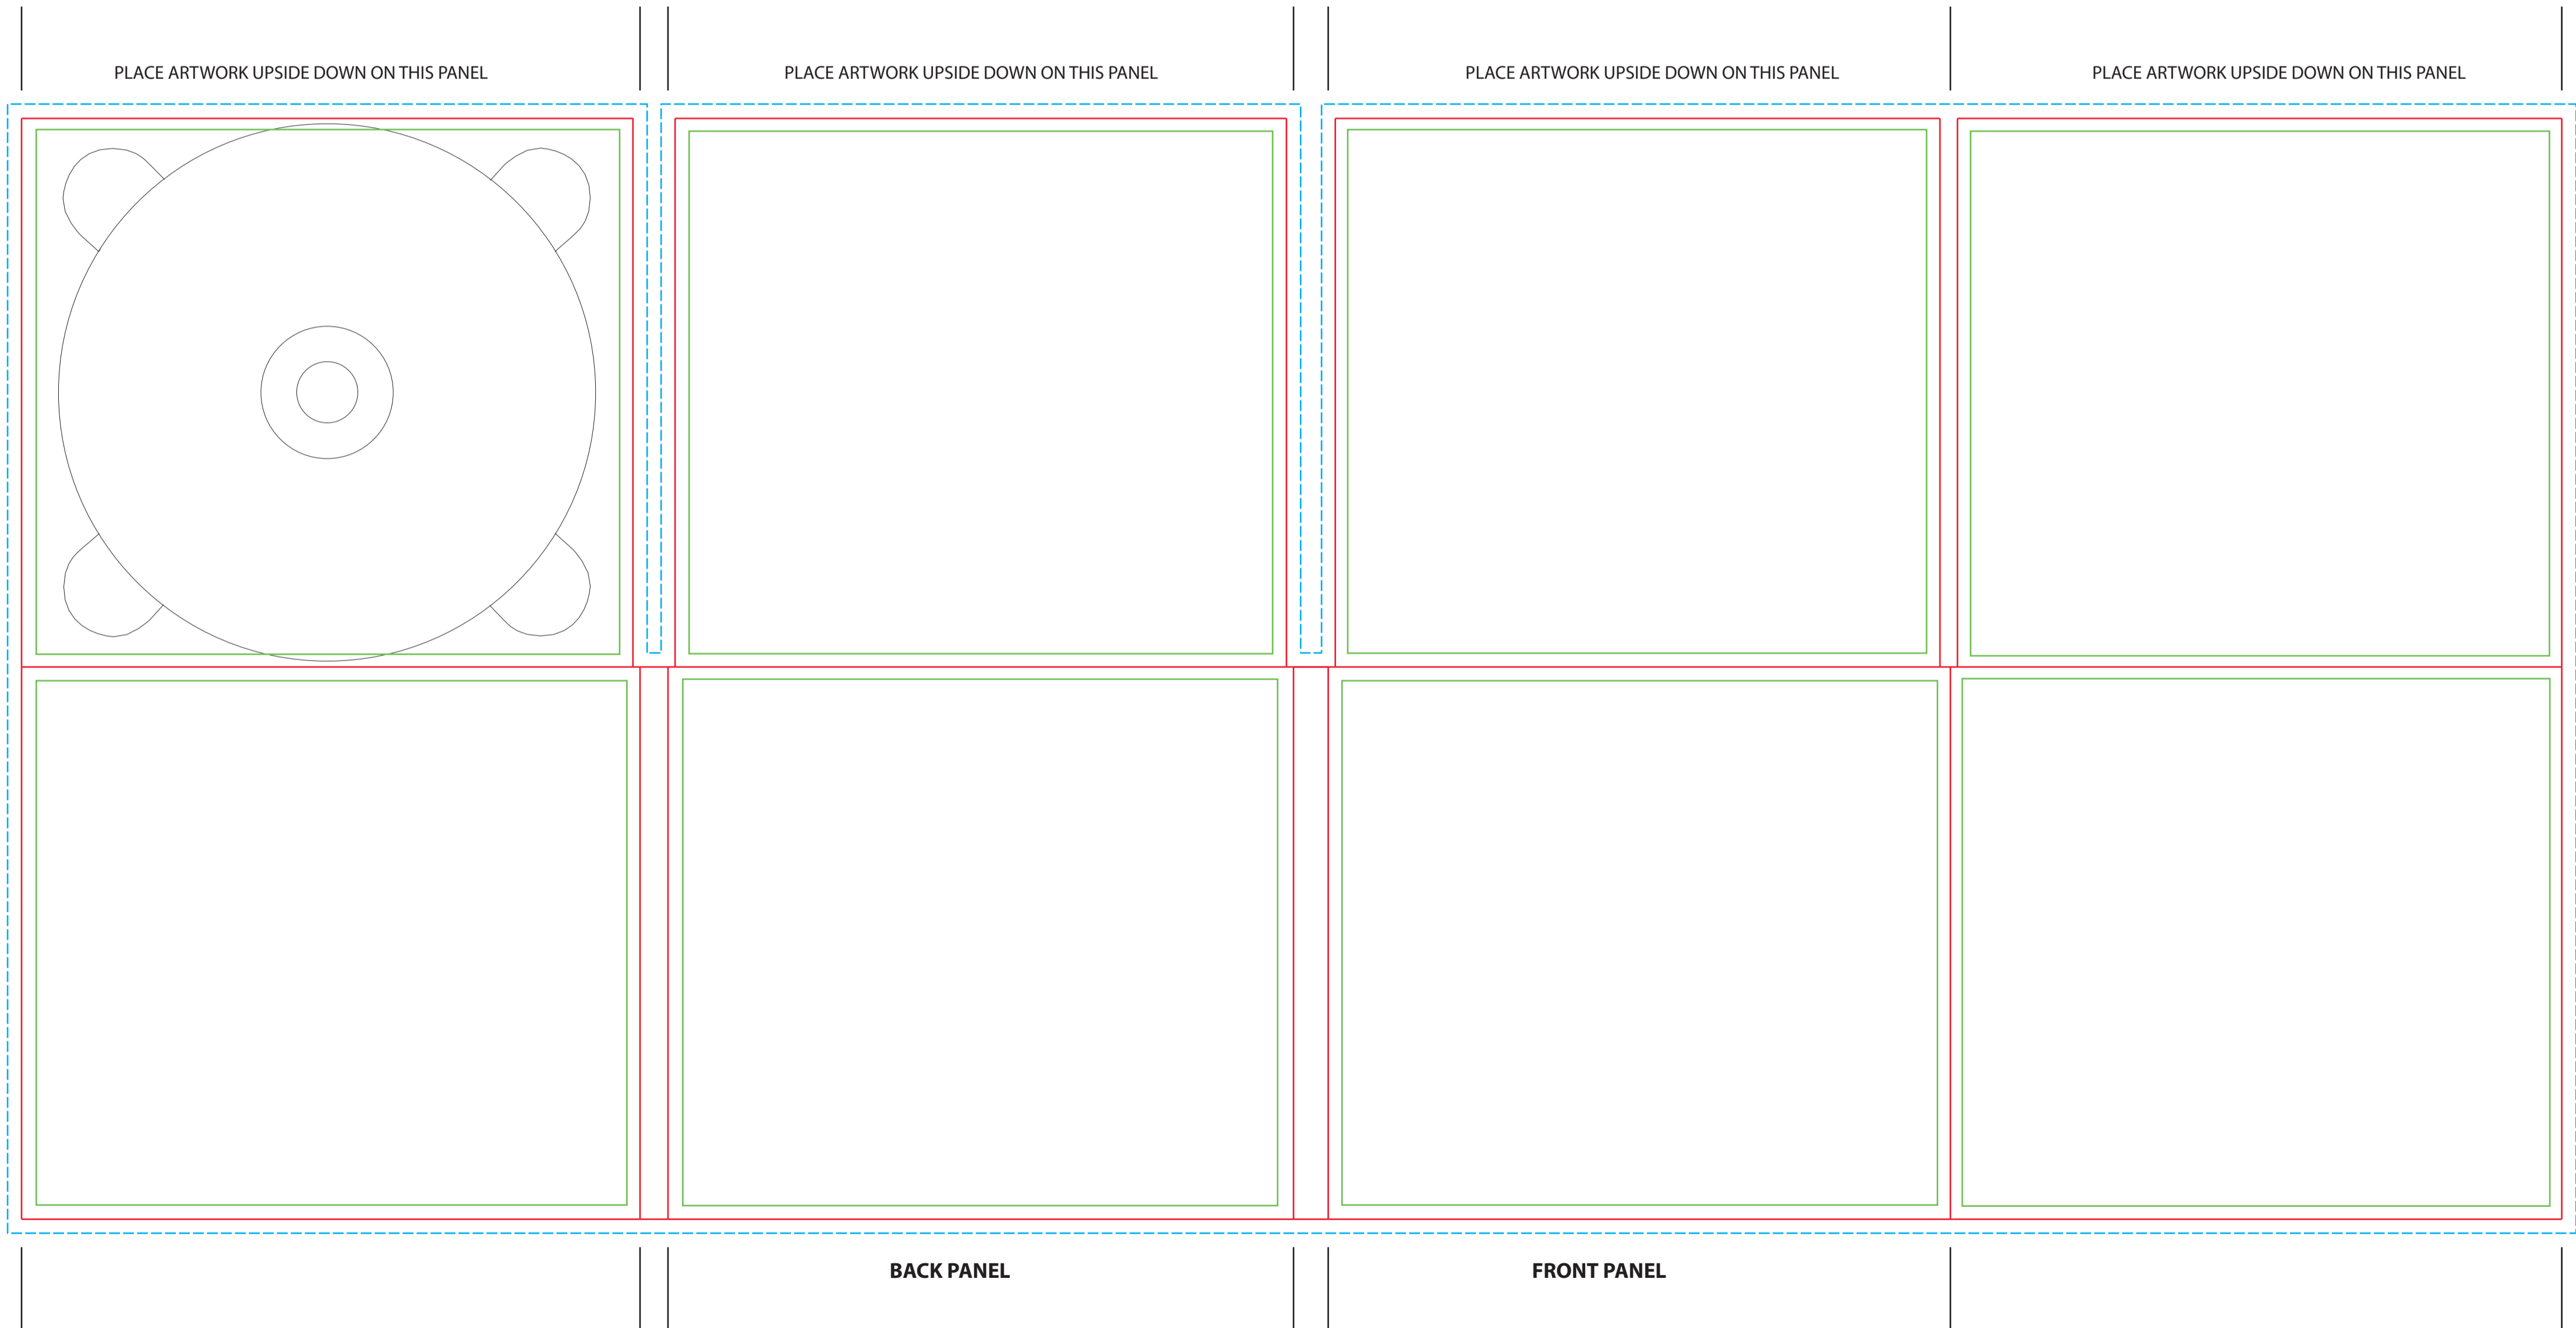 PLACE ARTWORK UPSIDE DOWN ON THIS PANEL
PLACE ARTWORK UPSIDE DOWN ON THIS PANEL
PLACE ARTWORK UPSIDE DOWN ON THIS PANEL
PLACE ARTWORK UPSIDE DOWN ON THIS PANEL
BACK PANEL
FRONT PANEL